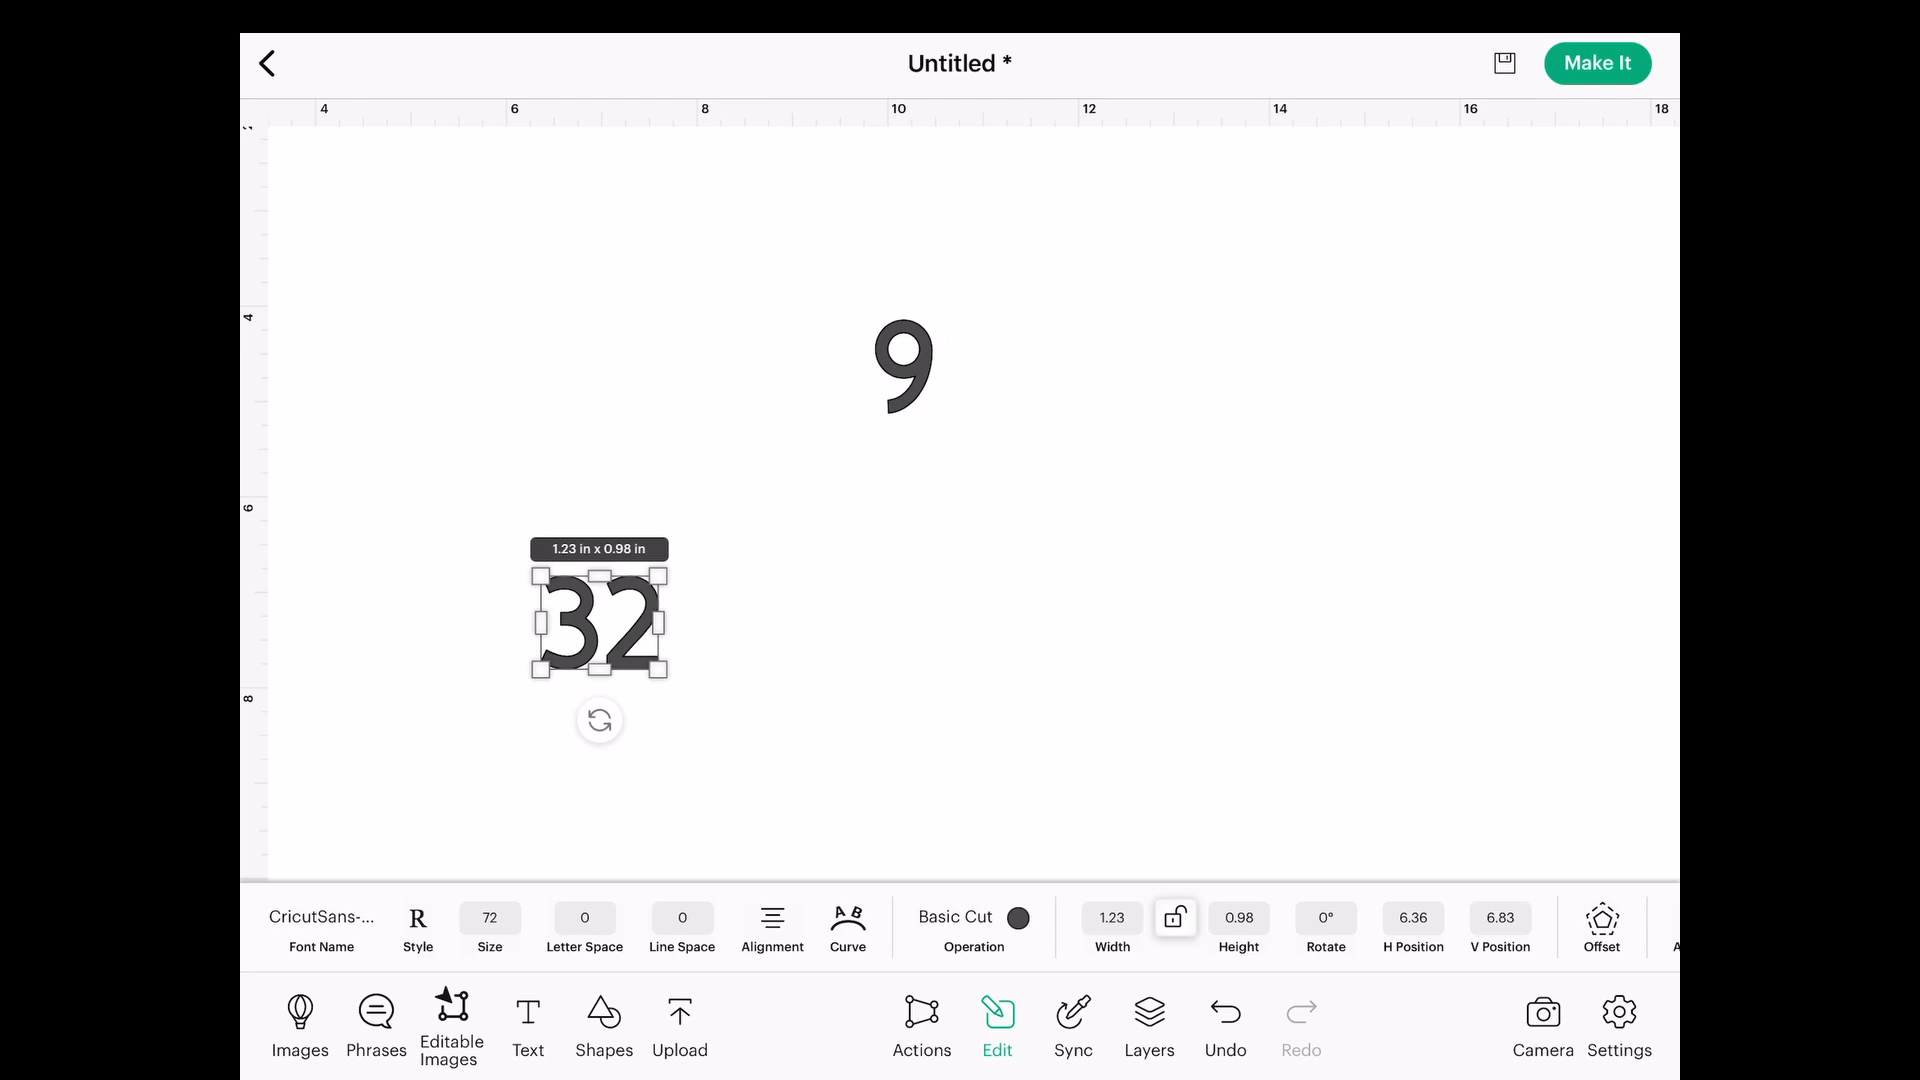 Untitled *
Make It
4 6 8 10 12 14 16 18
4
9
6
1.23 in x 0.98 in
32
8
CricutSans-... R 72 0 0 A B Basic Cut 1.23 0.98 0° 6.36 6.83
Font Name Style Size Letter Space Line Space Alignment Curve Operation Width Height Rotate H Position V Position Offset
Images Phrases Editable Images Text Shapes Upload Actions Edit Sync Layers Undo Redo Camera Settings